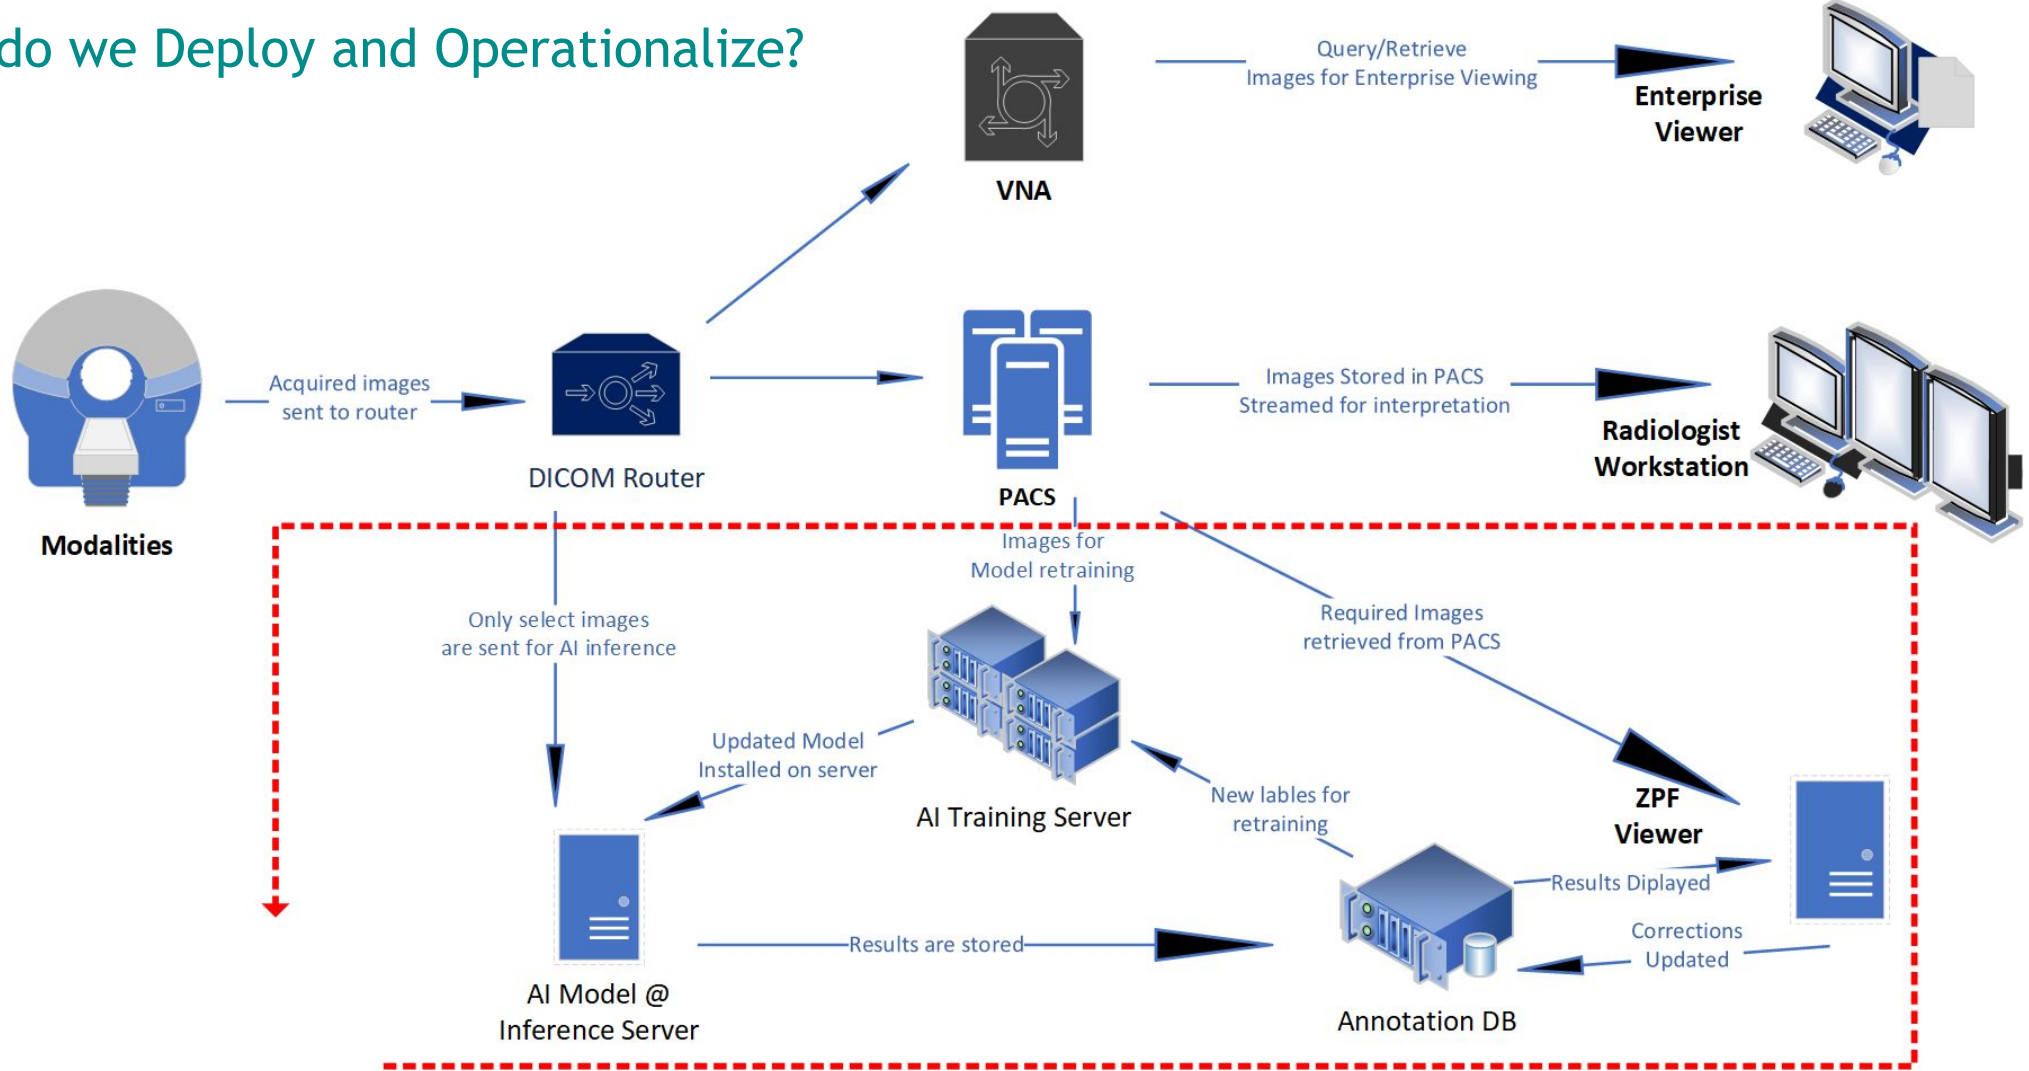 do we Deploy and Operationalize?
Query/Retrieve
Images for Enterprise Viewing
Enterprise
Viewer
VNA
Acquired images
sent to router
DICOM Router
Modalities
PACS
Images Stored in PACS
Streamed for interpretation
Radiologist
Workstation
Images for
Model retraining
Only select images
are sent for AI inference
Required Images
retrieved from PACS
Updated Model
Installed on server
AI Training Server
New lables for
retraining
ZPF
Viewer
Results Diplayed
Corrections
Updated
Results are stored
AI Model @
Inference Server
Annotation DB